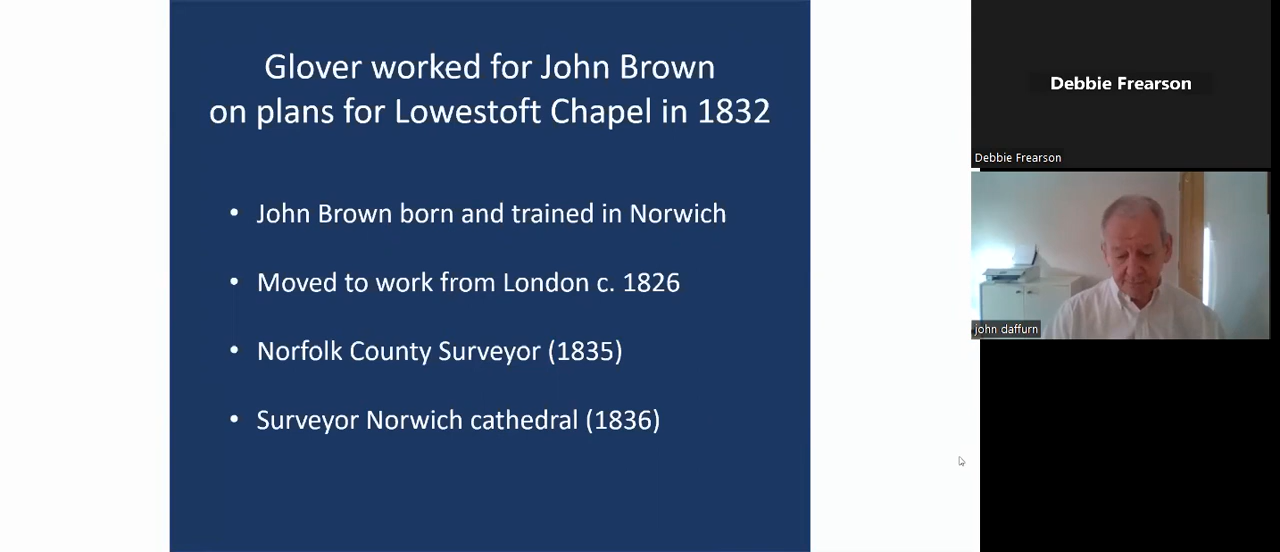 Glover worked for John Brown
on plans for Lowestoft Chapel in 1832
• John Brown born and trained in Norwich
• Moved to work from London c. 1826
• Norfolk County Surveyor (1835)
• Surveyor Norwich cathedral (1836)
Debbie Frearson
Debbie Frearson
john daffurn